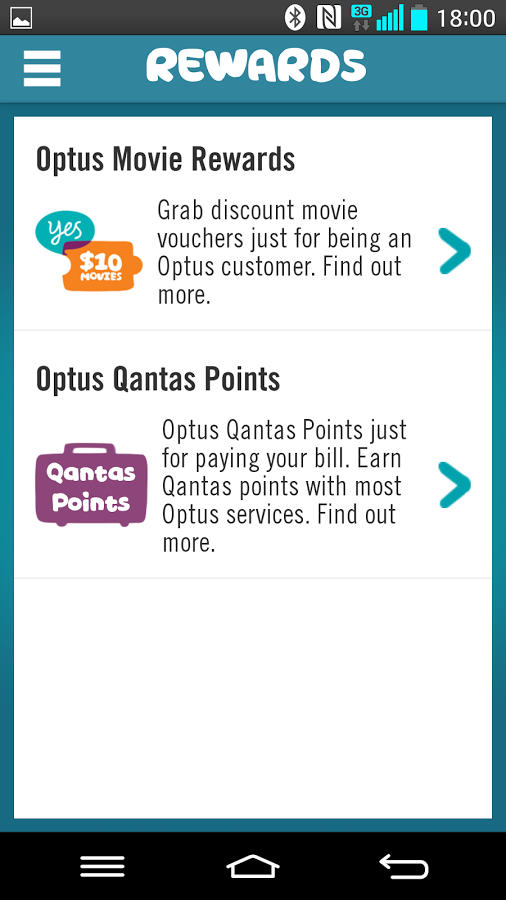 3G
18:00
REWARDS
Optus Movie Rewards
yes
$10
MOVIES
Grab discount movie
vouchers just for being an
Optus customer. Find out
more.
Optus Qantas Points
Qantas
Points
Optus Qantas Points just
for paying your bill. Earn
Qantas points with most
Optus services. Find out
more.